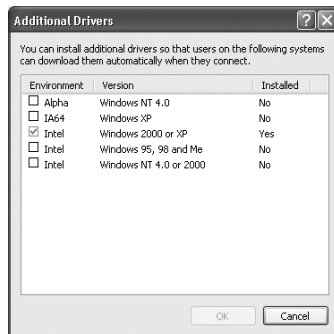 Additional Drivers
You can install additional drivers so that users on the following systems
can download them automatically when they connect.
Environment Version Installed
Alpha Windows NT 4.0 No
IA64 Windows XP No
Intel Windows 2000 or XP Yes
Intel Windows 95, 98 and Me No
Intel Windows NT 4.0 or 2000 No
OK Cancel